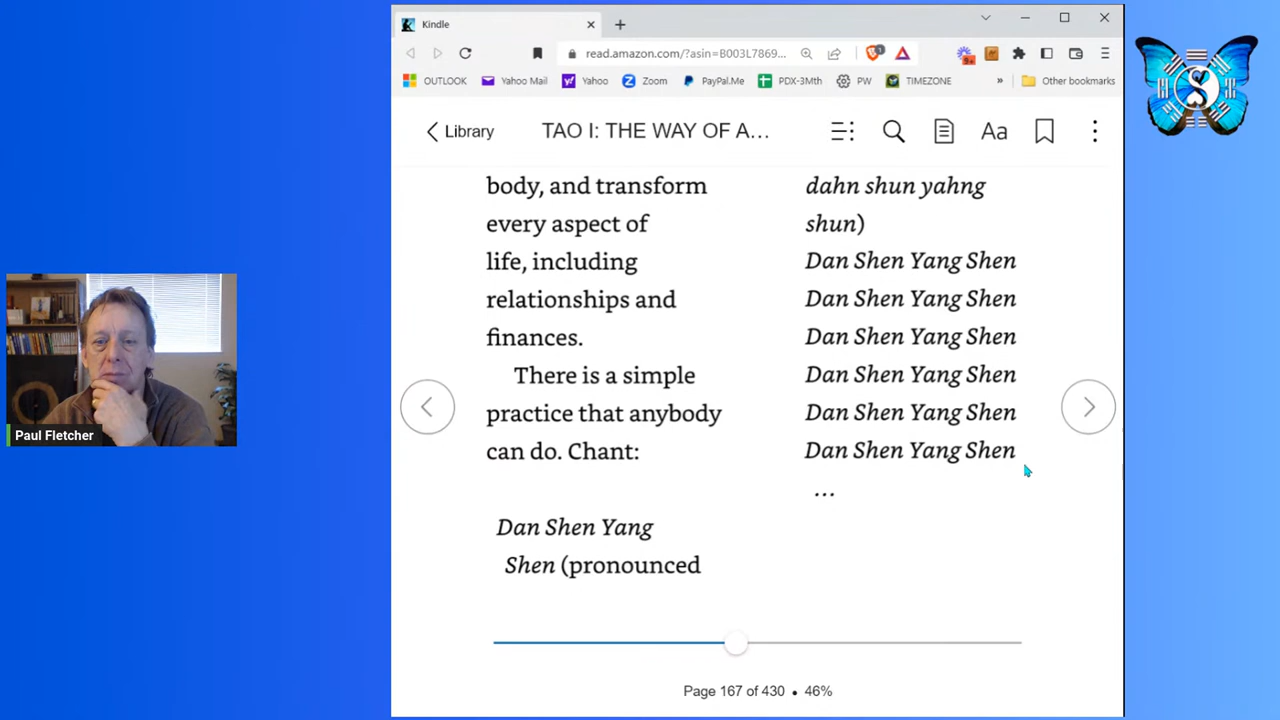 Kindle
read.amazon.com/?asin=B003L7869...
9+
1
OUTLOOK
Yahoo Mail
Yahoo
Zoom
PayPal.Me
PDX-3Mth
PW
TIMEZONE
»
Other bookmarks
Library
TAO I: THE WAY OF A...
Aa
body, and transform
every aspect of
life, including
relationships and
finances.
There is a simple
practice that anybody
can do. Chant:
Dan Shen Yang
Shen (pronounced
dahn shun yahng
shun)
Dan Shen Yang Shen
Dan Shen Yang Shen
Dan Shen Yang Shen
Dan Shen Yang Shen
Dan Shen Yang Shen
Dan Shen Yang Shen
...
Page 167 of 430 • 46%
Paul Fletcher